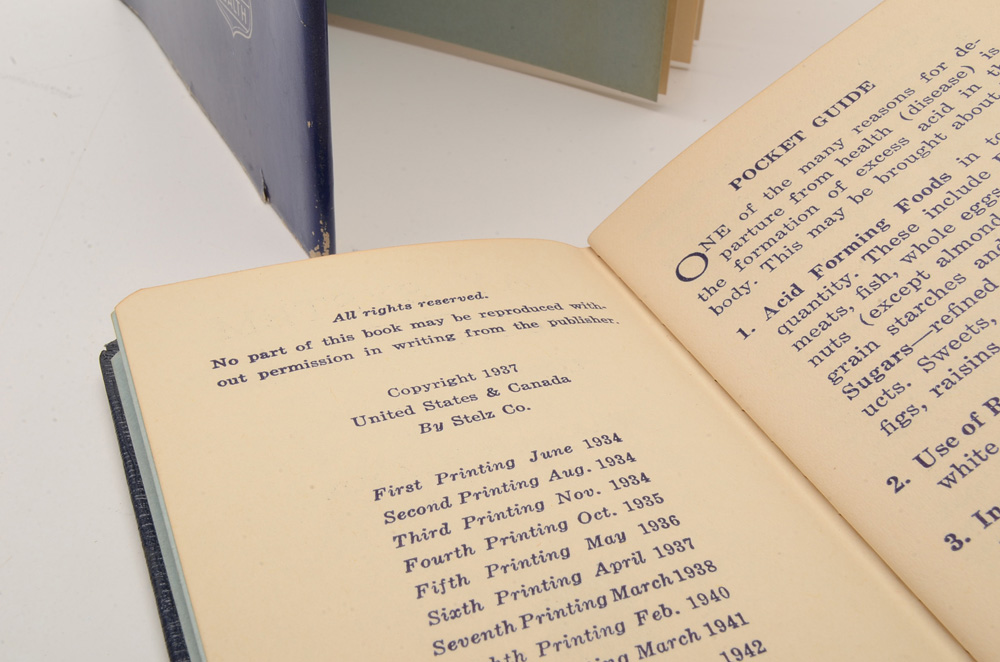 All rights reserved.
No part of this book may be reproduced with-
out permission in writing from the publisher.
Copyright 1937
United States & Canada
By Stelz Co.
First Printing June 1934
Second Printing Aug. 1934
Third Printing Nov. 1934
Fourth Printing Oct. 1935
Fifth Printing May 1936
Sixth Printing April 1937
Seventh Printing March 1938
Printing Feb. 1940
March 1941
1942
POCKET GUIDE
ONE of the many reasons for de-
parture from health (disease) is
the formation of excess acid in
body. This may be brought about
1. Acid Forming Foods in
quantity. These include
meats, fish, whole eggs
nuts (except almond
grain starches
Sugars—refined
ucts. Sweets,
figs, raisins
2. Use of
white
3.